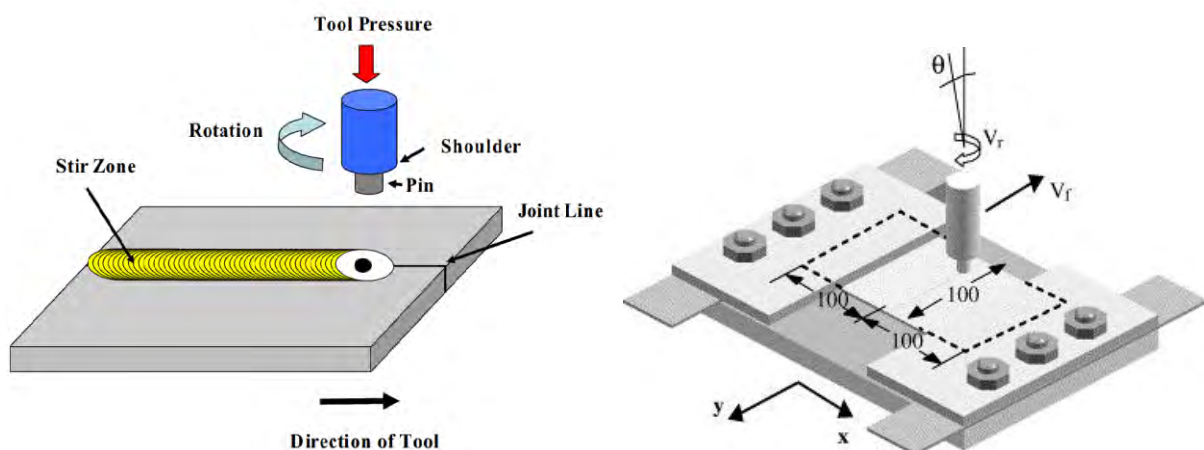 Tool Pressure
Rotation
Shoulder
Stir Zone
Pin
Joint Line
Direction of Tool
θ
Vr
Vf
100
100
100
y
x